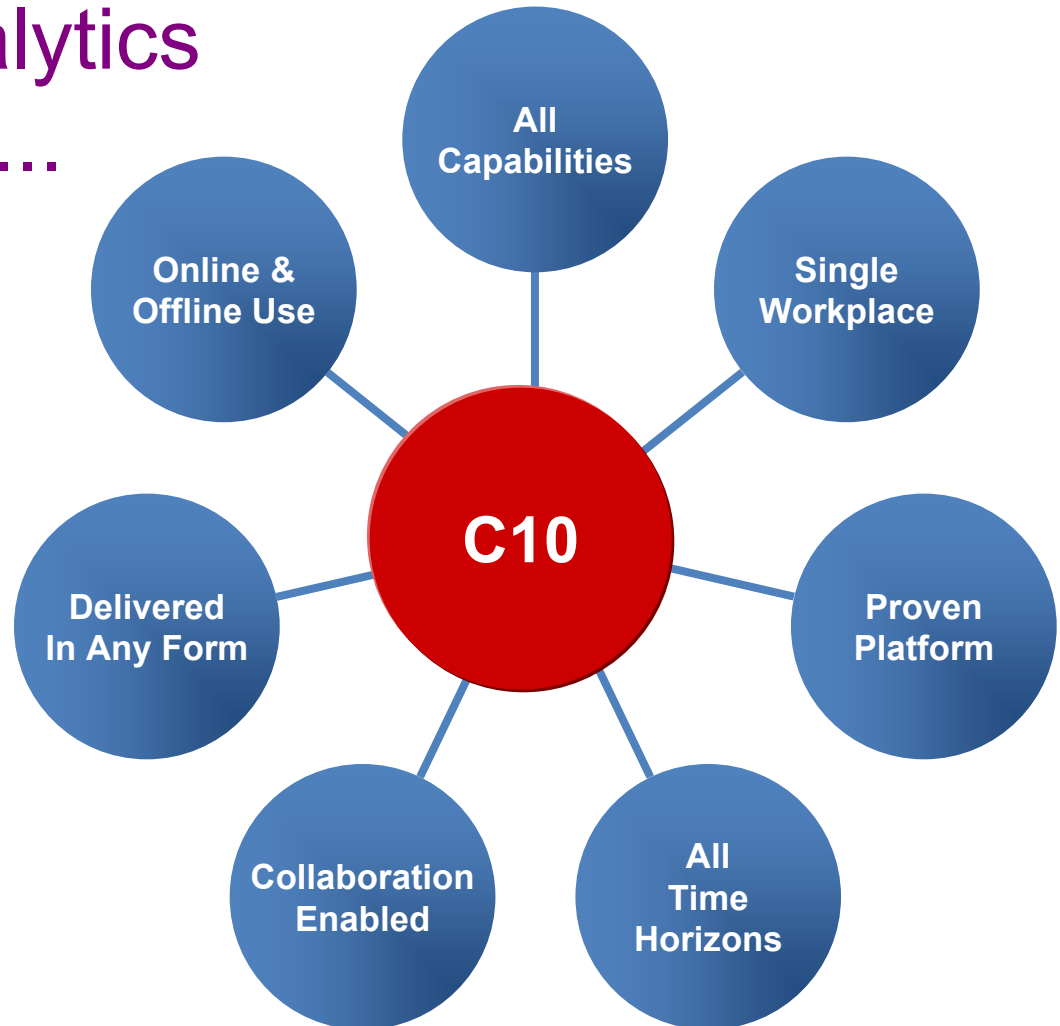 alytics
...
All
Capabilities
Online &
Offline Use
Single
Workplace
C10
Delivered
In Any Form
Proven
Platform
Collaboration
Enabled
All
Time
Horizons